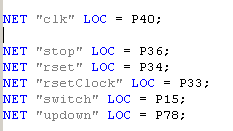 NET "clk" LOC = P40;
NET "stop" LOC = P36;
NET "rset" LOC = P34;
NET "rsetClock" LOC = P33;
NET "switch" LOC = P15;
NET "updown" LOC = P78;